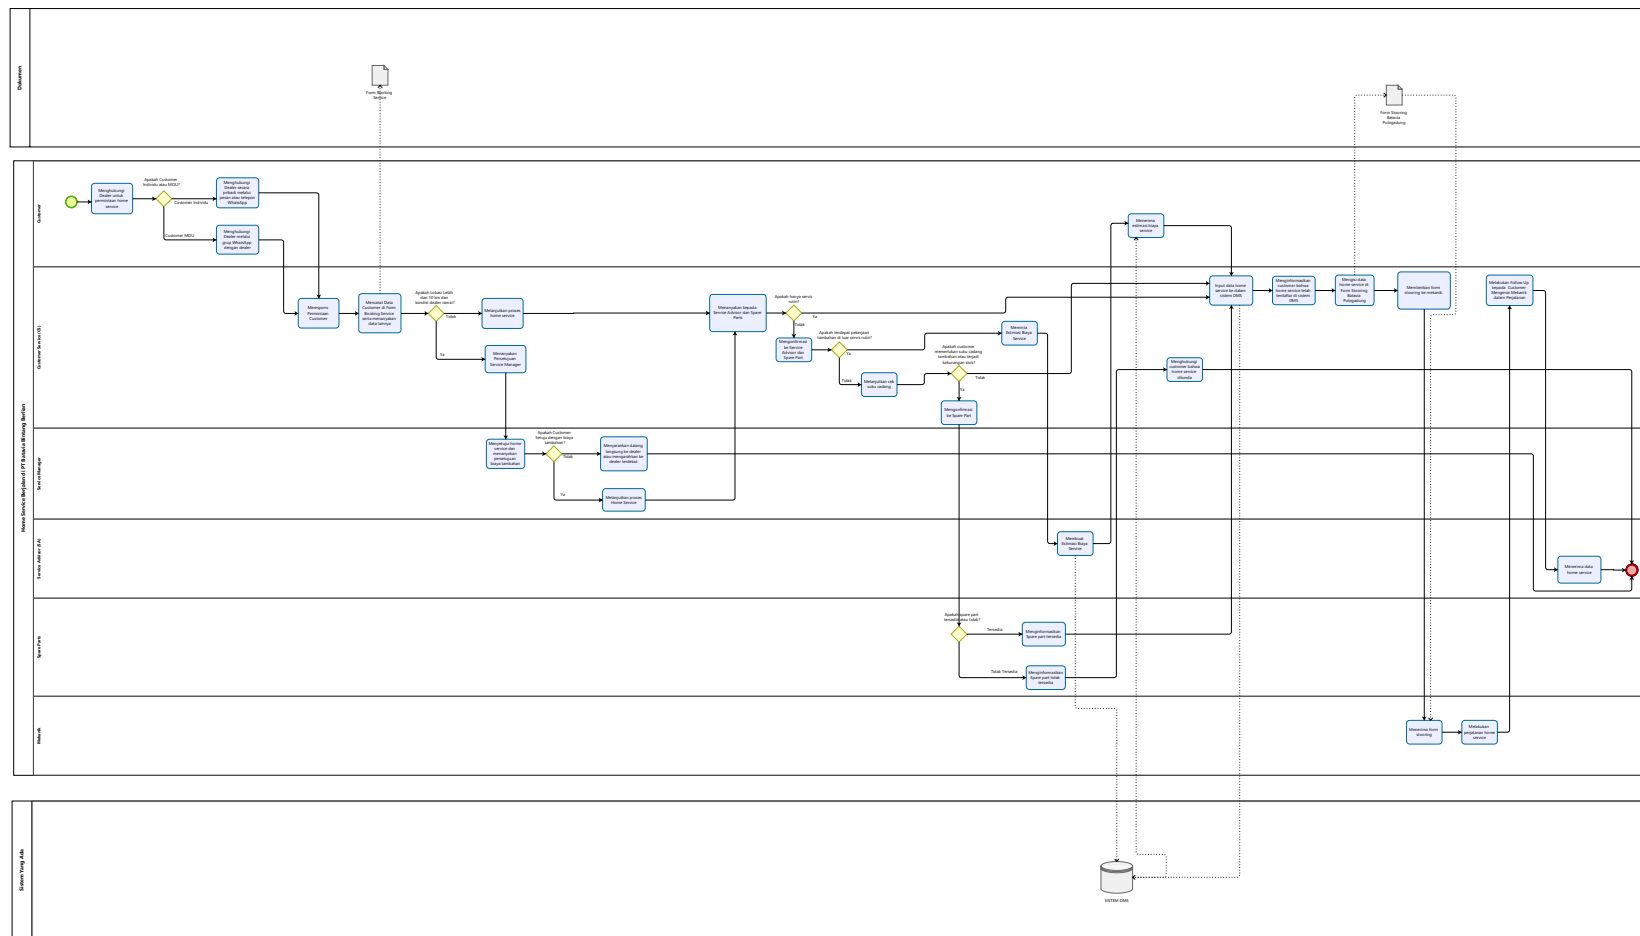 Dokumen
Form Booking
Service
Form Stooring
Batavia
Pulogadung
Home Service Berjalan di PT Batavia Bintang Berlian
Customer
Menghubungi
Dealer untuk
permintaan home
service
Apakah Customer
Individu atau MOU?
Customer Individu
Customer MOU
Menghubungi
Dealer secara
pribadi melalui
pesan atau telepon
WhatsApp
Menghubungi
Dealer melalui
grup WhatsApp
dengan dealer
Menerima
estimasi biaya
service
Customer Service (CS)
Merespons
Permintaan
Customer
Mencatat Data
Customer di Form
Booking Service
serta menanyakan
data lainnya
Apakah Lokasi Lebih
dari 10 km dan
kondisi dealer ramai?
Tidak
Ya
Melanjutkan proses
home service
Menanyakan
Persetujuan
Service Manager
Menanyakan kepada
Service Advisor dan Spare
Parts
Apakah hanya servis
rutin?
Ya
Tidak
Mengonfirmasi
ke Service
Advisor dan
Spare Part
Apakah terdapat pekerjaan
tambahan di luar servis rutin?
Ya
Tidak
Melanjutkan cek
suku cadang
Meminta
Estimasi Biaya
Service
Apakah customer
memerlukan suku cadang
tambahan atau terjadi
kekurangan stok?
Tidak
Ya
Mengonfirmasi
ke Spare Part
Menghubungi
customer bahwa
home service
ditunda
Input data home
service ke dalam
sistem DMS
Menginformasikan
customer bahwa
home service telah
terdaftar di sistem
DMS
Mengisi data
home service di
Form Stooring
Batavia
Pulogadung
Memberikan form
stooring ke mekanik
Melakukan Follow Up
kepada Customer
Mengenai Mekanik
dalam Perjalanan
Service Manager
Menyetujui home
service dan
menanyakan
persetujuan
biaya tambahan
Apakah Customer
Setuju dengan biaya
tambahan?
Tidak
Ya
Menyarankan datang
langsung ke dealer
atau mengarahkan ke
dealer terdekat
Melanjutkan proses
Home Service
Service Advisor (SA)
Membuat
Estimasi Biaya
Service
Menerima data
home service
Spare Parts
Apakah spare part
tersedia atau tidak?
Tersedia
Tidak Tersedia
Menginformasikan
Spare part tersedia
Menginformasikan
Spare part tidak
tersedia
Mekanik
Menerima form
stooring
Melakukan
perjalanan home
service
Sistem Yang Ada
SISTEM DMS